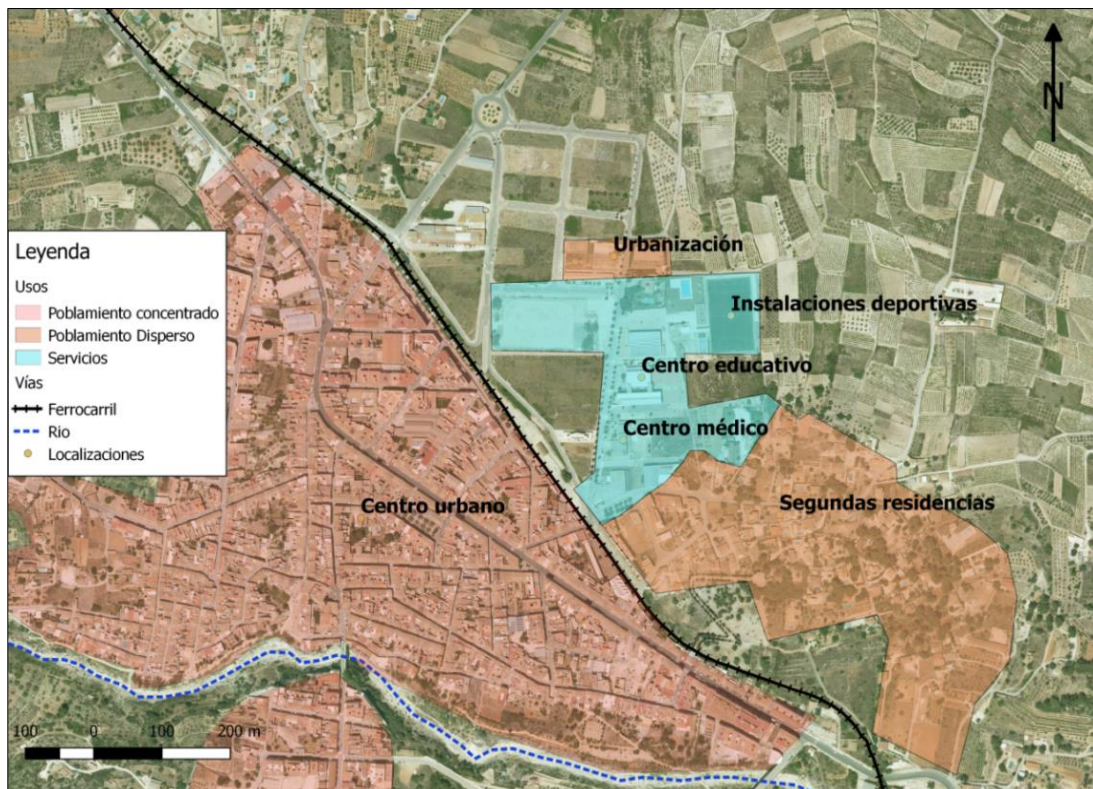 N
Urbanización
Instalaciones deportivas
Centro educativo
Centro médico
Segundas residencias
Centro urbano
Leyenda
Usos
Poblamiento concentrado
Poblamiento Disperso
Servicios
Vías
Ferrocarril
Rio
Localizaciones
100 0 100 200 m